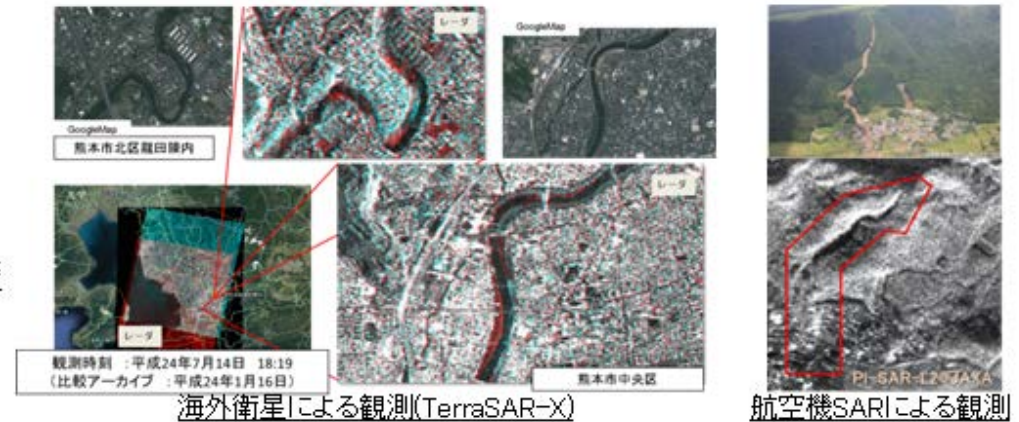 レーダ
GoogleMap
GoogleMap
熊本市北区龍田陳内
レーダ
レーダ
観測時刻 :平成24年7月14日 18:19
(比較アーカイブ :平成24年1月16日)
熊本市中央区
海外衛星による観測(TerraSAR-X)
PI-SAR-L2@JAXA
航空機SARによる観測